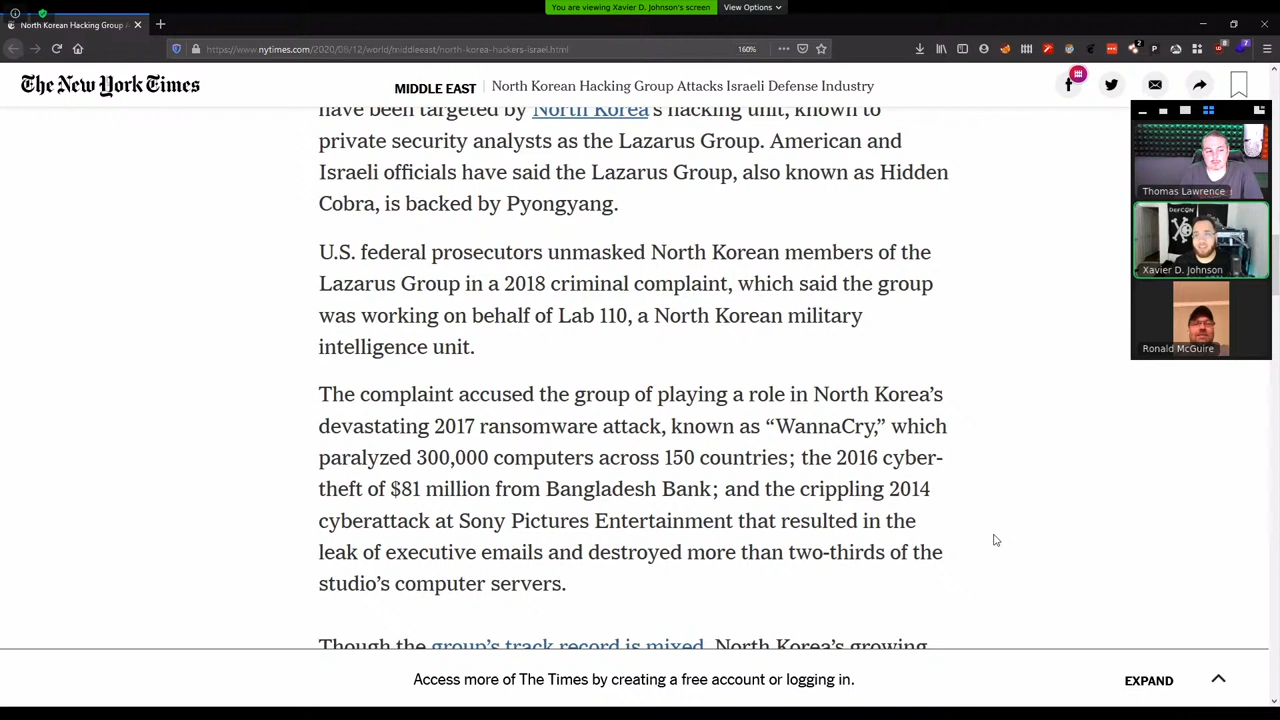 You are viewing Xavier D. Johnson's screen
View Options
North Korean Hacking Group
https://www.nytimes.com/2020/08/12/world/middleeast/north-korea-hackers-israel.html
160%
The New York Times
MIDDLE EAST
North Korean Hacking Group Attacks Israeli Defense Industry
have been targeted by North Korea's hacking unit, known to
private security analysts as the Lazarus Group. American and
Israeli officials have said the Lazarus Group, also known as Hidden
Cobra, is backed by Pyongyang.
U.S. federal prosecutors unmasked North Korean members of the
Lazarus Group in a 2018 criminal complaint, which said the group
was working on behalf of Lab 110, a North Korean military
intelligence unit.
The complaint accused the group of playing a role in North Korea’s
devastating 2017 ransomware attack, known as “WannaCry,” which
paralyzed 300,000 computers across 150 countries; the 2016 cyber-
theft of $81 million from Bangladesh Bank; and the crippling 2014
cyberattack at Sony Pictures Entertainment that resulted in the
leak of executive emails and destroyed more than two-thirds of the
studio’s computer servers.
Though the group’s track record is mixed, North Korea’s growing
Access more of The Times by creating a free account or logging in.
EXPAND
Thomas Lawrence
DEFCON
Xavier D. Johnson
Ronald McGuire